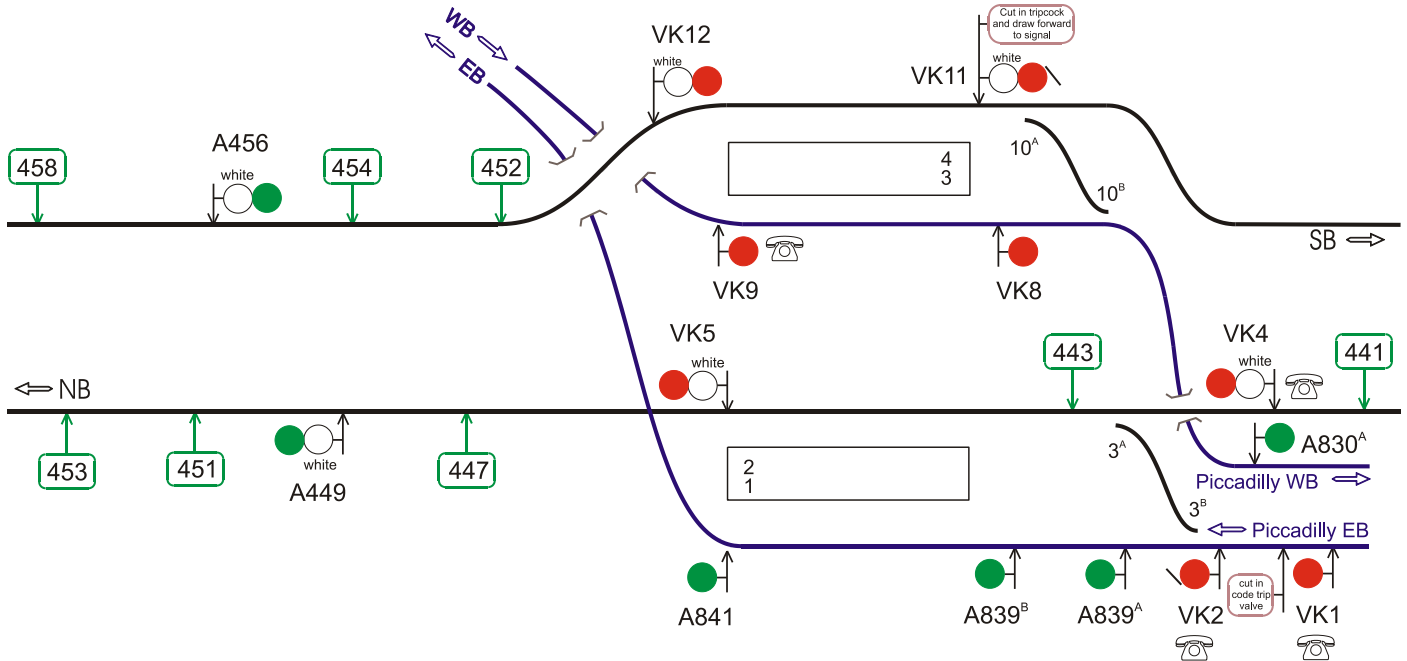 Cut in tripcock
and draw forward
to signal
WB
EB
VK12
white
VK11
white
A456
white
458
454
452
4
3
10A
10B
SB
VK9
VK8
VK5
white
443
VK4
white
441
NB
453
451
white
A449
447
2
1
3A
3B
A830A
Piccadilly WB
Piccadilly EB
A841
A839B
A839A
VK2
cut in
code trip
valve
VK1